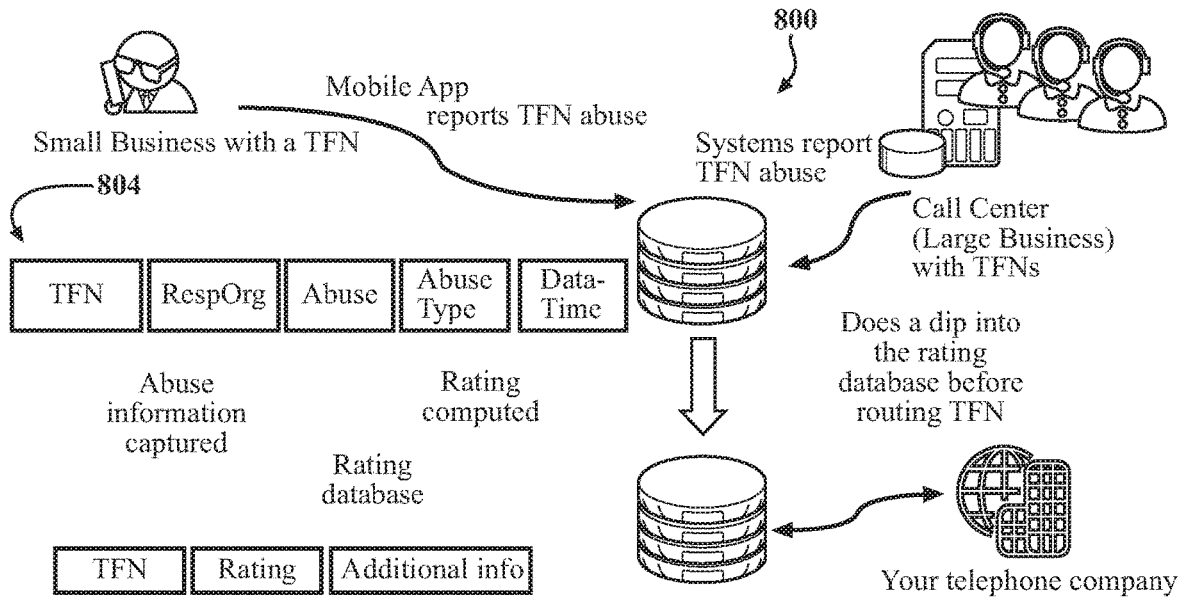 800
Mobile App
reports TFN abuse
Small Business with a TFN
Systems report
TFN abuse
804
Call Center
(Large Business)
with TFNs
TFN
RespOrg
Abuse
Abuse
Type
Data-
Time
Does a dip into
the rating
database before
routing TFN
Abuse
information
captured
Rating
computed
Rating
database
TFN
Rating
Additional info
Your telephone company